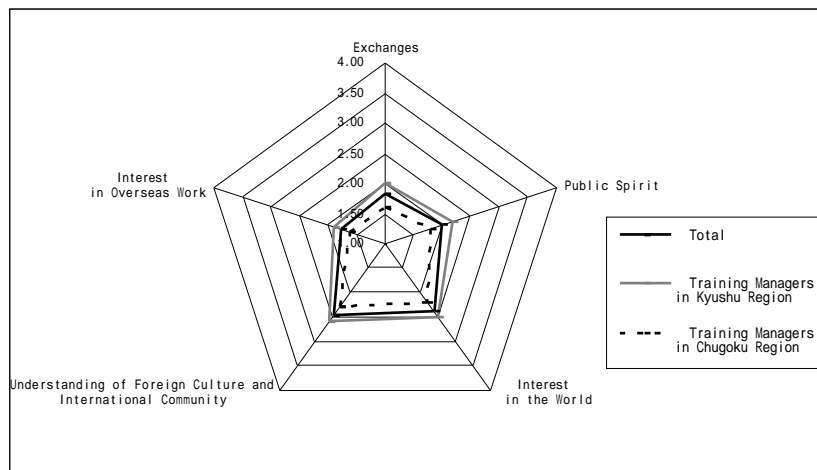 Exchanges
4.00
3.50
3.00
2.50
2.00
1.50
1.00
Public Spirit
Interest
in the World
Understanding of Foreign Culture and
International Community
Interest
in Overseas Work
Total
Training Managers
in Kyushu Region
Training Managers
in Chugoku Region